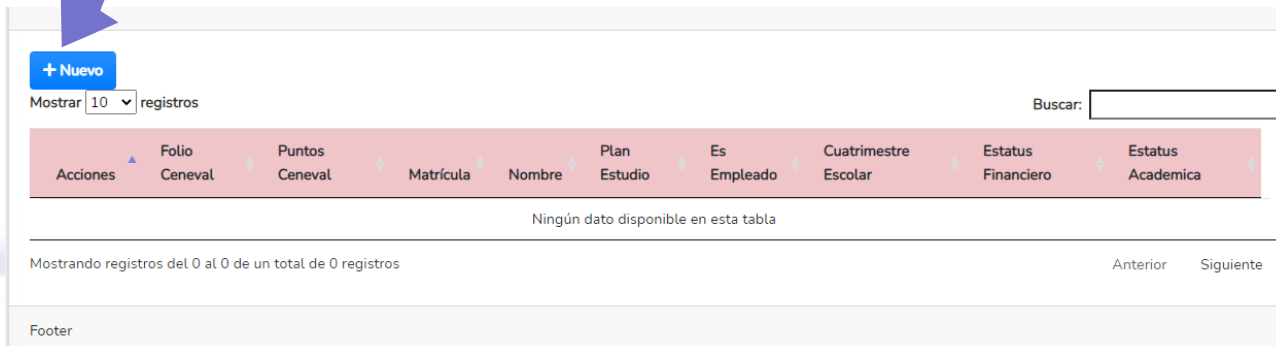 + Nuevo
Mostrar 10 registros Buscar:
Acciones Folio Ceneval Puntos Ceneval Matrícula Nombre Plan Estudio Es Empleado Cuatrimestre Escolar Estatus Financiero Estatus Academica
Ningún dato disponible en esta tabla
Mostrando registros del 0 al 0 de un total de 0 registros Anterior Siguiente
Footer